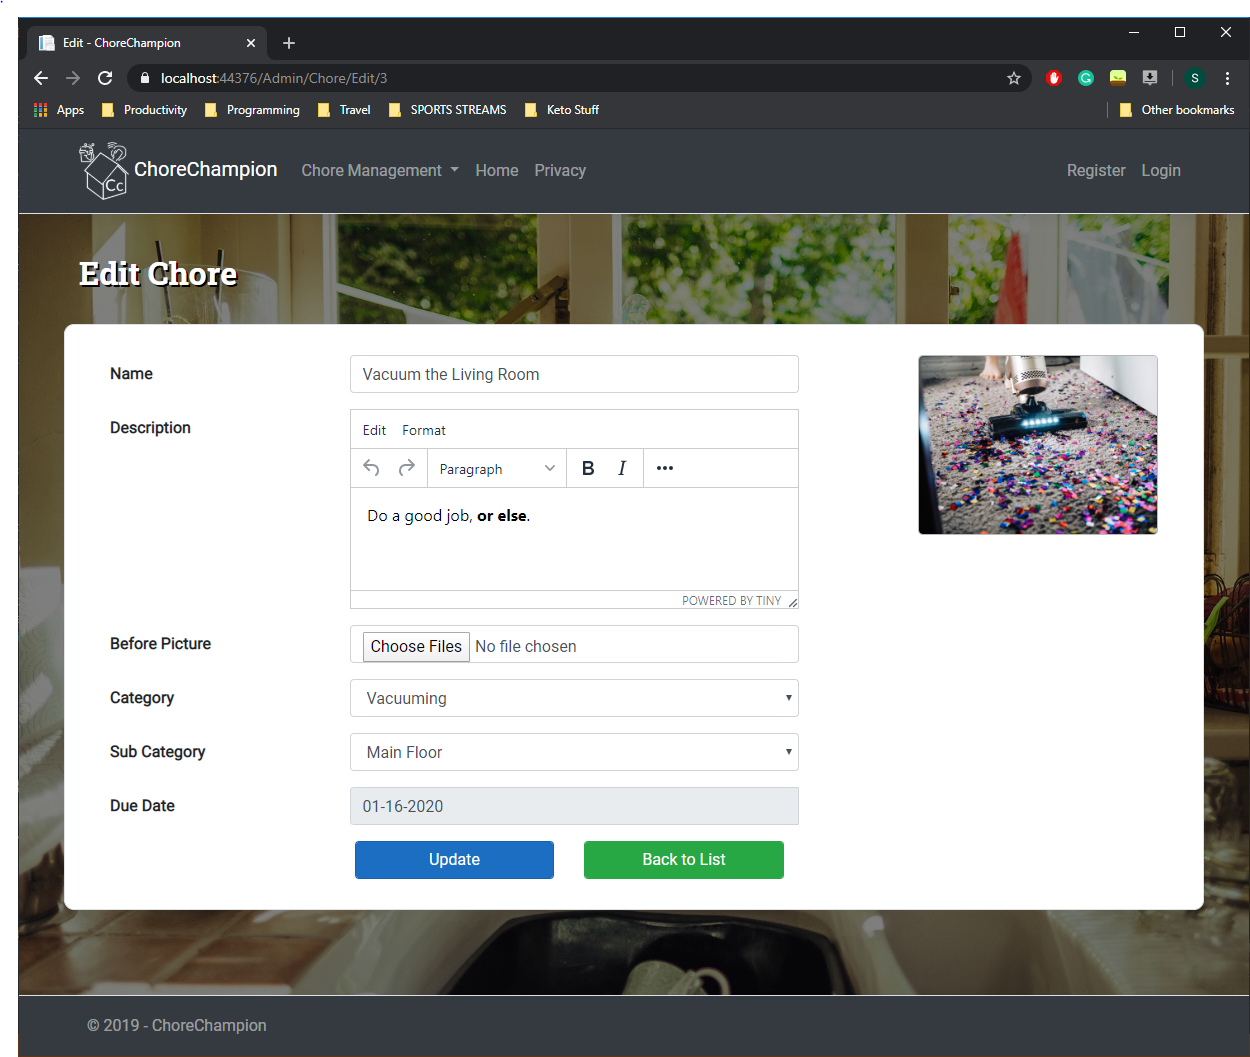 Edit - ChoreChampion
localhost:44376/Admin/Chore/Edit/3
S
Apps Productivity Programming Travel SPORTS STREAMS Keto Stuff Other bookmarks
Cc ChoreChampion Chore Management Home Privacy Register Login
Edit Chore
Name Vacuum the Living Room
Description Edit Format
Paragraph B I
Do a good job, or else.
POWERED BY TINY
Before Picture Choose Files No file chosen
Category Vacuuming
Sub Category Main Floor
Due Date 01-16-2020
Update Back to List
© 2019 - ChoreChampion